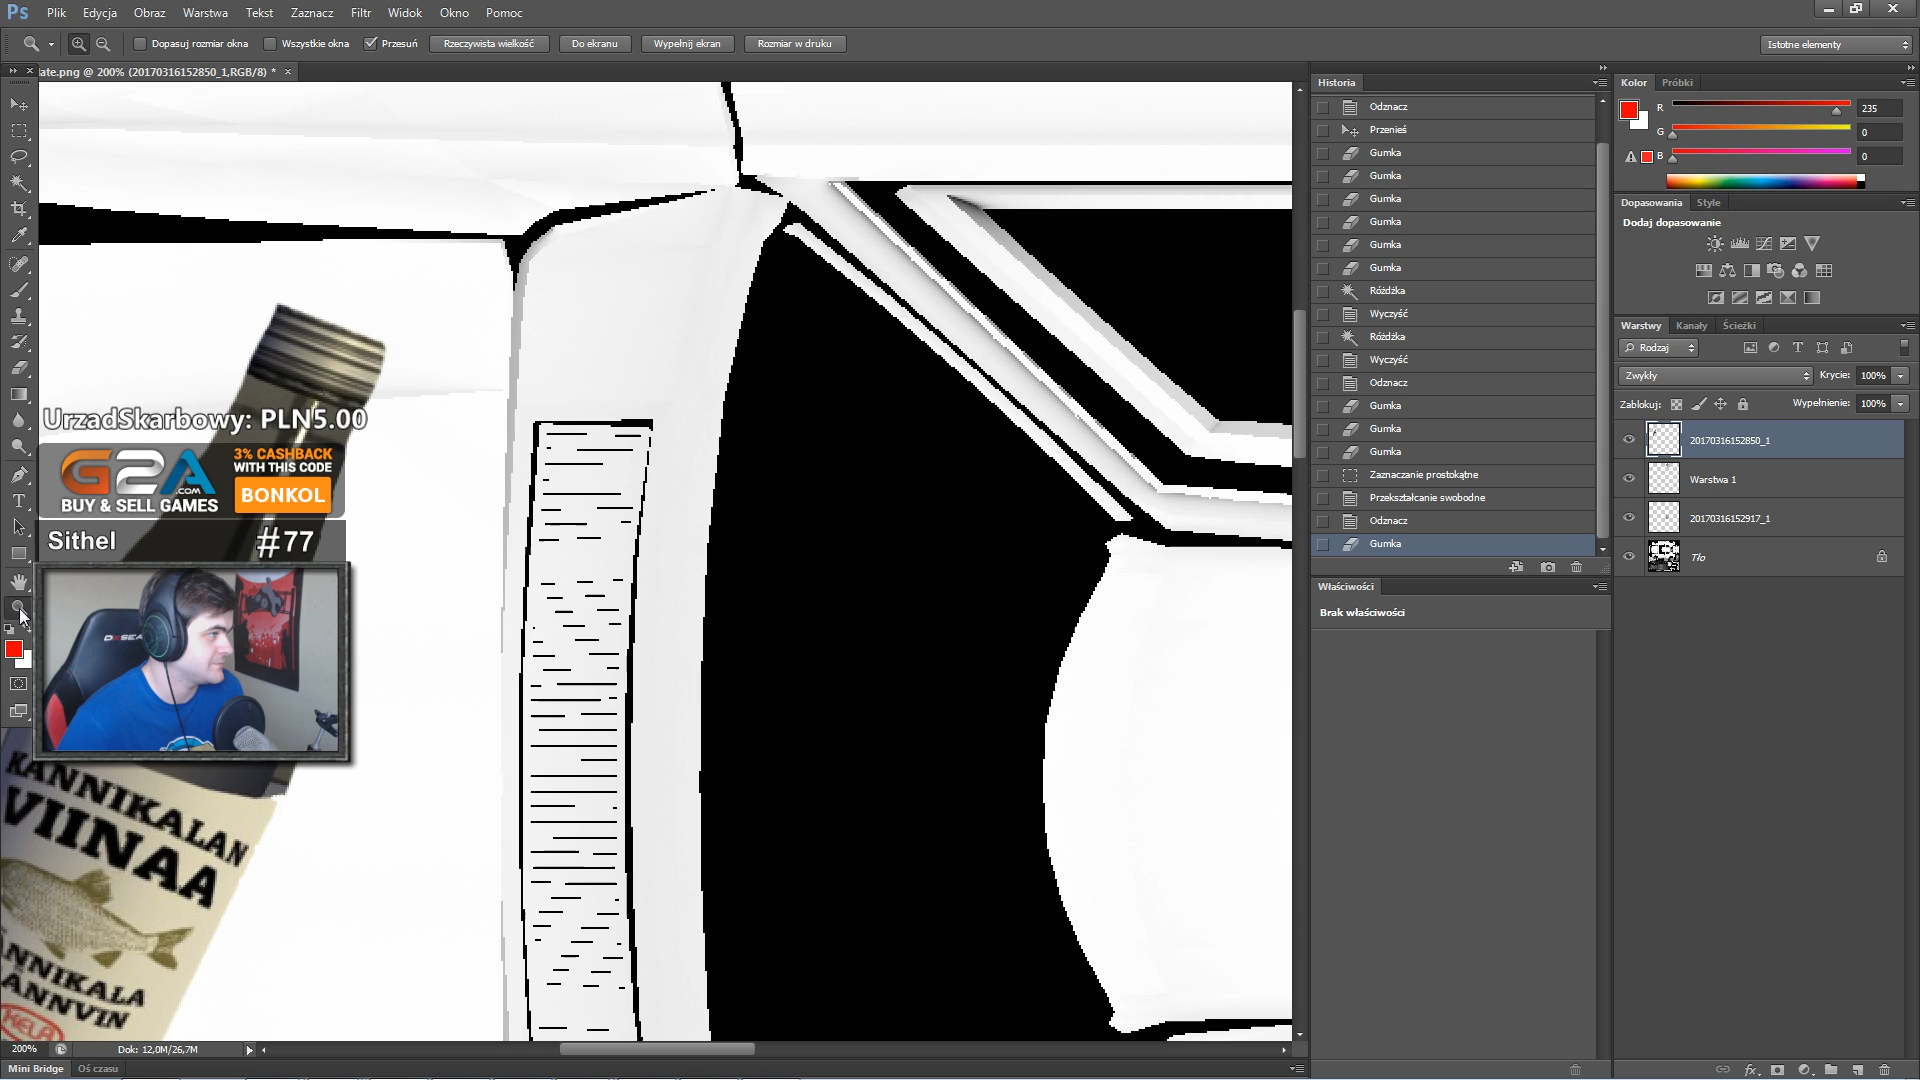 Ps Plik Edycja Obraz Warstwa Tekst Zaznacz Filtr Widok Okno Pomoc
Dopasuj rozmiar okna Wszystkie okna Przesuń Rzeczywista wielkość Do ekranu Wypełnij ekran Rozmiar w druku Istotne elementy
ate.png @ 200% (20170316152850_1,RGB/8) *
Historia
Odznacz
Przenieś
Gumka
Gumka
Gumka
Gumka
Gumka
Gumka
Różdżka
Wyczyść
Różdżka
Wyczyść
Odznacz
Gumka
Gumka
Gumka
Zaznaczanie prostokątne
Przekształcanie swobodne
Odznacz
Gumka
Właściwości
Brak właściwości
Kolor Próbki
R 235
G 0
B 0
Dopasowania Style
Dodaj dopasowanie
Warstwy Kanały Ścieżki
Rodzaj
Zwykły Krycie: 100%
Zablokuj: Wypełnienie: 100%
20170316152850_1
Warstwa 1
20170316152917_1
Tło
UrzadSkarbowy: PLN5.00
G2A.COM
BUY & SELL GAMES
3% CASHBACK
WITH THIS CODE
BONKOL
Sithel #77
KANNIKALAN
VIINAA
ÄNNIKALA
ÄNNVIN
KELA
200% Dok: 12,0M/26,7M
Mini Bridge Oś czasu